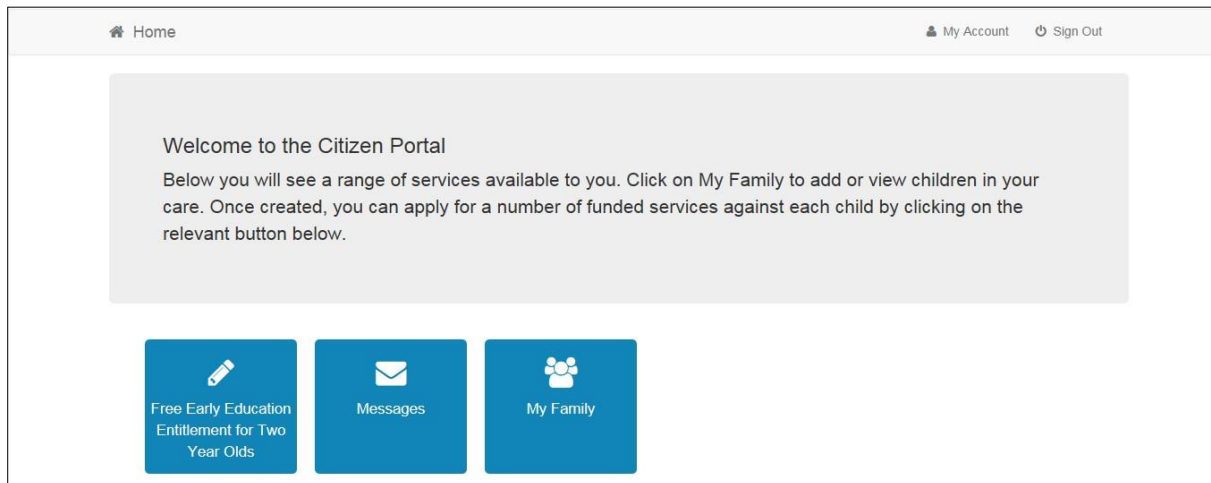 Home
My Account
Sign Out
Welcome to the Citizen Portal
Below you will see a range of services available to you. Click on My Family to add or view children in your
care. Once created, you can apply for a number of funded services against each child by clicking on the
relevant button below.
Free Early Education
Entitlement for Two
Year Olds
Messages
My Family